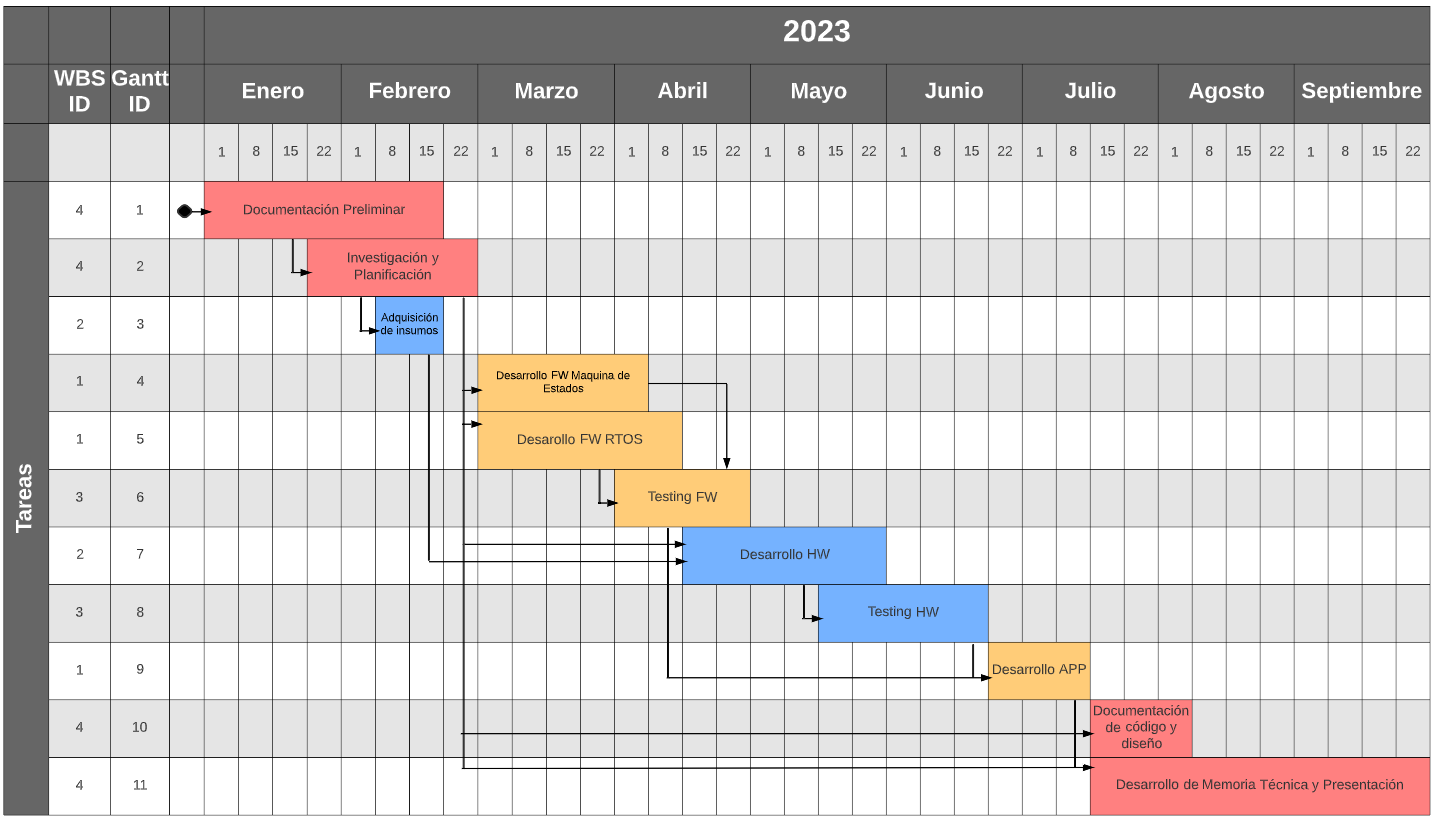 2023
WBS ID
Gantt ID
Enero
Febrero
Marzo
Abril
Mayo
Junio
Julio
Agosto
Septiembre
1 8 15 22 1 8 15 22 1 8 15 22 1 8 15 22 1 8 15 22 1 8 15 22 1 8 15 22 1 8 15 22 1 8 15 22
Tareas
4 1 Documentación Preliminar
4 2 Investigación y
Planificación
2 3 Adquisición
de insumos
1 4 Desarrollo FW Maquina de
Estados
1 5 Desarollo FW RTOS
3 6 Testing FW
2 7 Desarrollo HW
3 8 Testing HW
1 9 Desarrollo APP
4 10 Documentación
de código y
diseño
4 11 Desarrollo de Memoria Técnica y Presentación